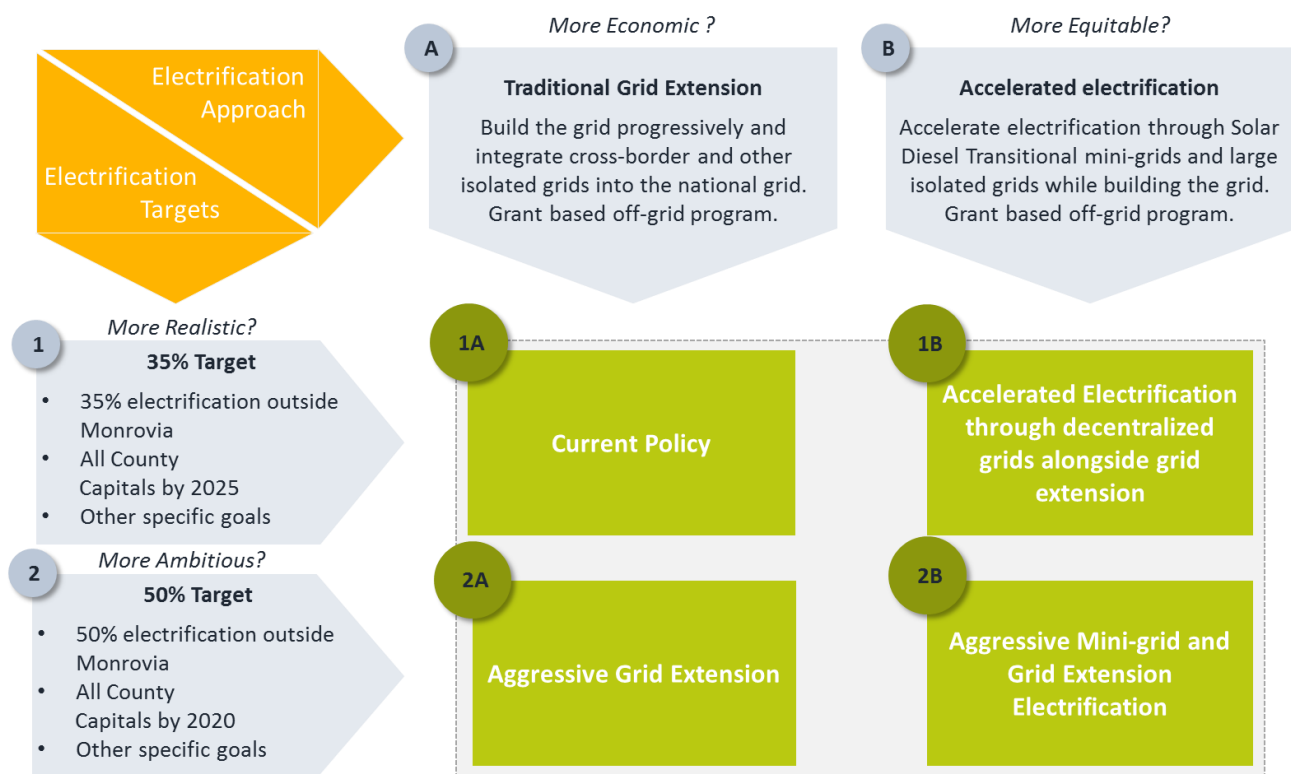 More Economic ?
More Equitable?
A
B
Electrification
Approach
Electrification
Targets
Traditional Grid Extension
Build the grid progressively and
integrate cross-border and other
isolated grids into the national grid.
Grant based off-grid program.
Accelerated electrification
Accelerate electrification through Solar
Diesel Transitional mini-grids and large
isolated grids while building the grid.
Grant based off-grid program.
More Realistic?
1
35% Target
• 35% electrification outside
Monrovia
• All County
Capitals by 2025
• Other specific goals
1A
Current Policy
1B
Accelerated Electrification
through decentralized
grids alongside grid
extension
More Ambitious?
2
50% Target
• 50% electrification outside
Monrovia
• All County
Capitals by 2020
• Other specific goals
2A
Aggressive Grid Extension
2B
Aggressive Mini-grid and
Grid Extension
Electrification